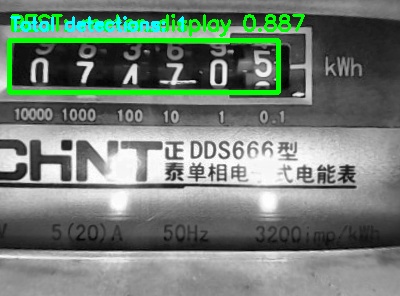 Total detections: 1
display 0.887
0 7 4 7 0 5
kWh
10000 1000 100 10 1 0.1
CHNT 正泰 DDS666型
单相电 式电能表
5(20)A 50Hz 3200imp/kWh